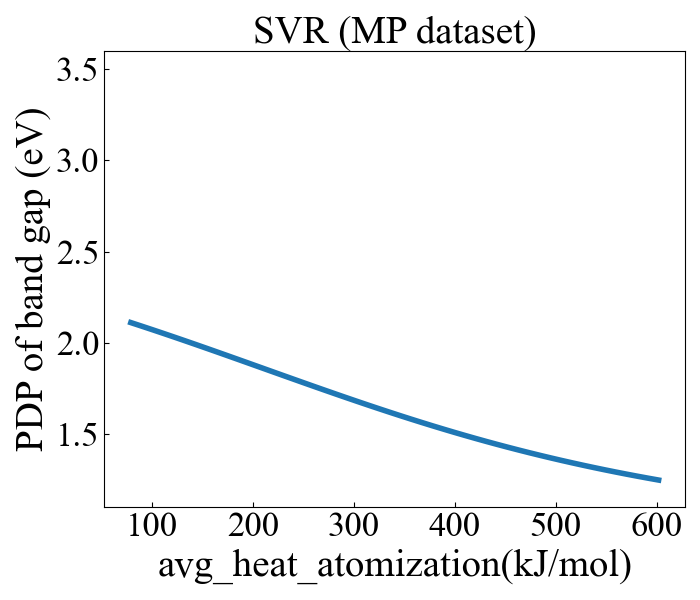 SVR (MP dataset)
PDP of band gap (eV)
3.5
3.0
2.5
2.0
1.5
100 200 300 400 500 600
avg_heat_atomization(kJ/mol)